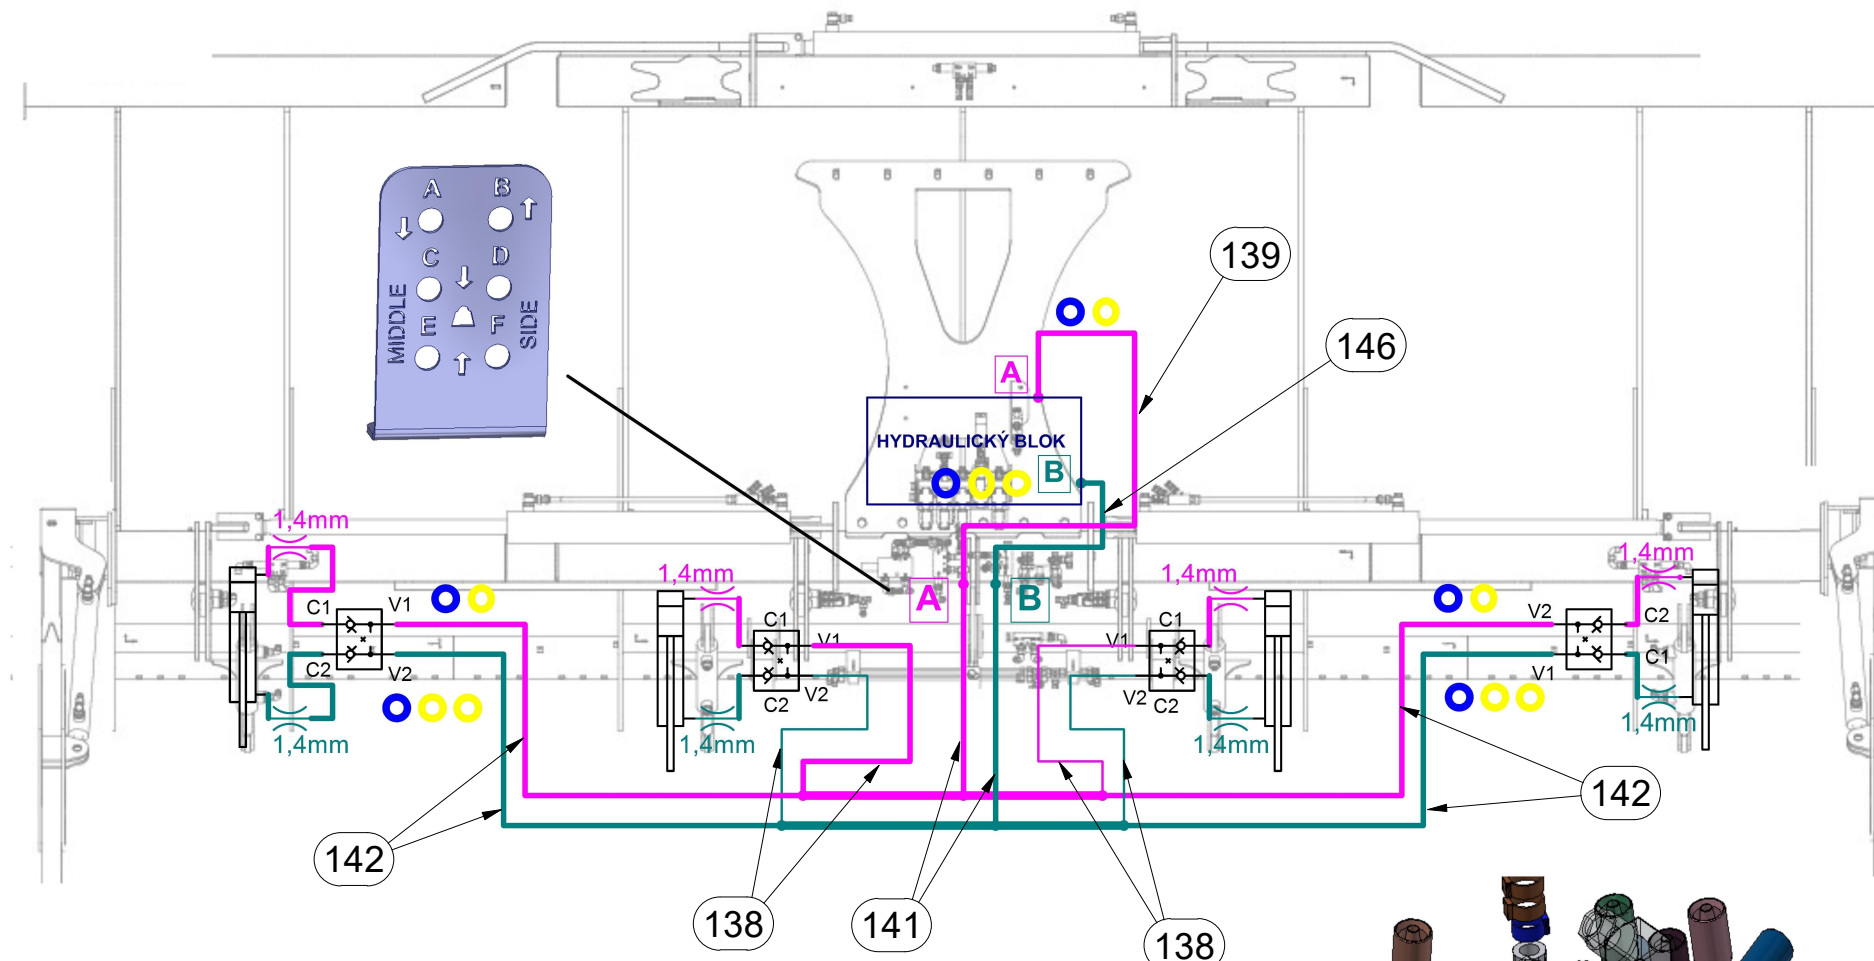 A B
C D
E F
MIDDLE
SIDE
139
146
A
HYDRAULICKÝ BLOK
B
1,4mm
1,4mm
1,4mm
1,4mm
A
B
C1 V1
C2 V2
C1
V1
V2
C2
C1
V1
V2
C2
V2
C2
C1
V1
1,4mm
1,4mm
1,4mm
1,4mm
142
142
138
141
138